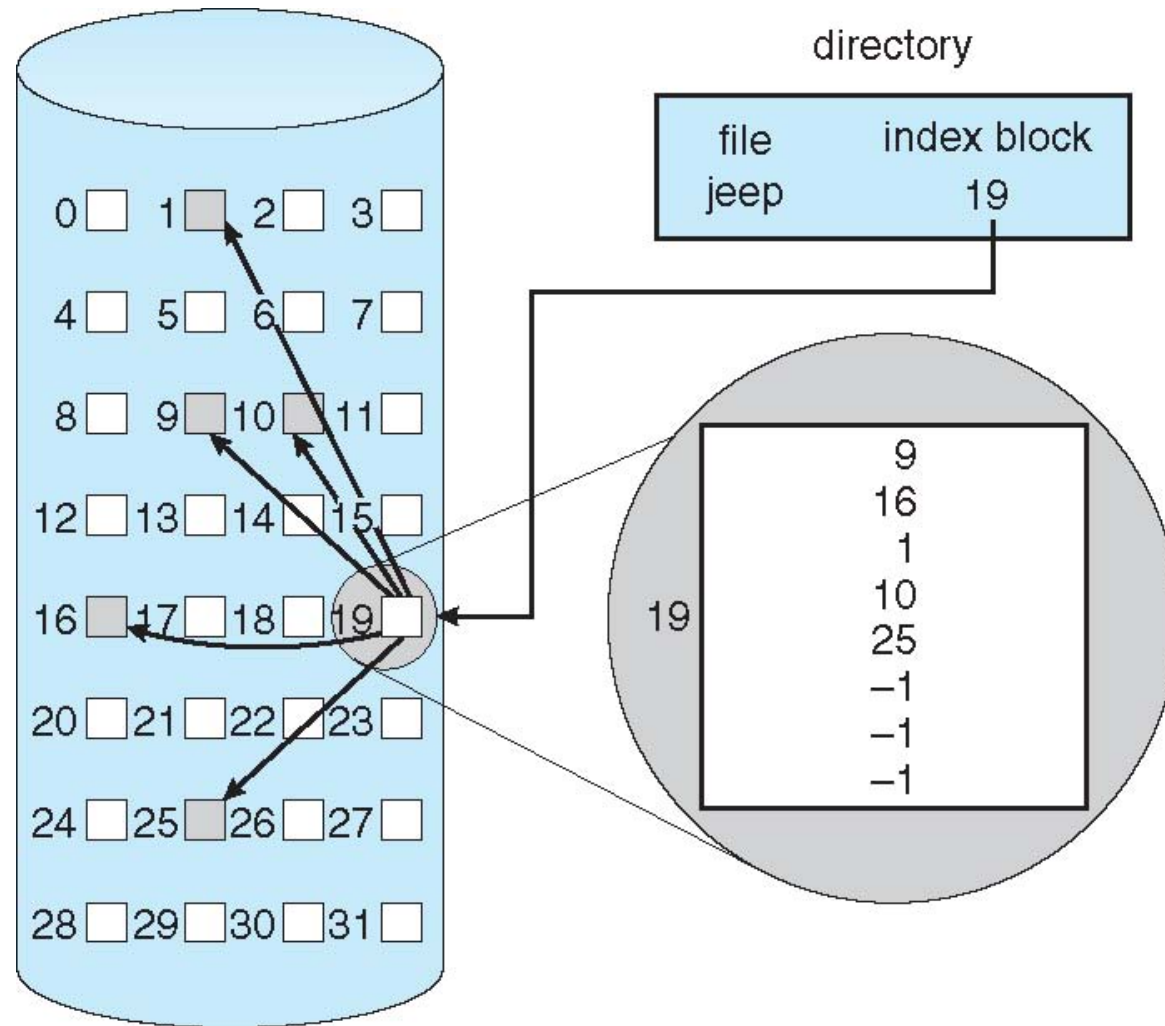 directory
file index block
jeep 19
0 1 2 3
4 5 6 7
8 9 10 11
12 13 14 15
16 17 18 19
20 21 22 23
24 25 26 27
28 29 30 31
19
9
16
1
10
25
–1
–1
–1